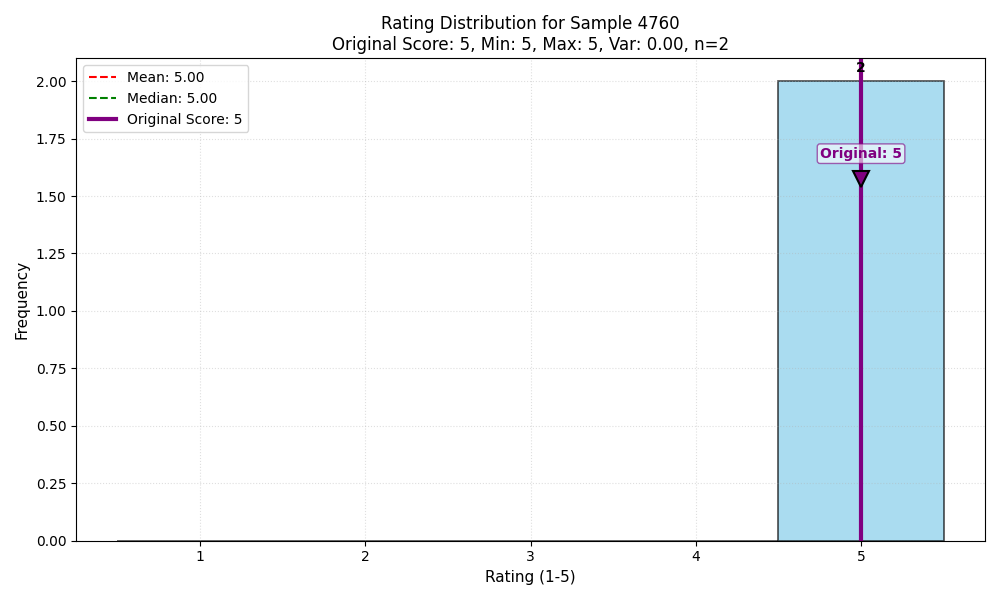 Rating Distribution for Sample 4760
Original Score: 5, Min: 5, Max: 5, Var: 0.00, n=2
Mean: 5.00
Median: 5.00
Original Score: 5
2
Original: 5
2.00
1.75
1.50
1.25
1.00
0.75
0.50
0.25
0.00
Frequency
1 2 3 4 5
Rating (1-5)